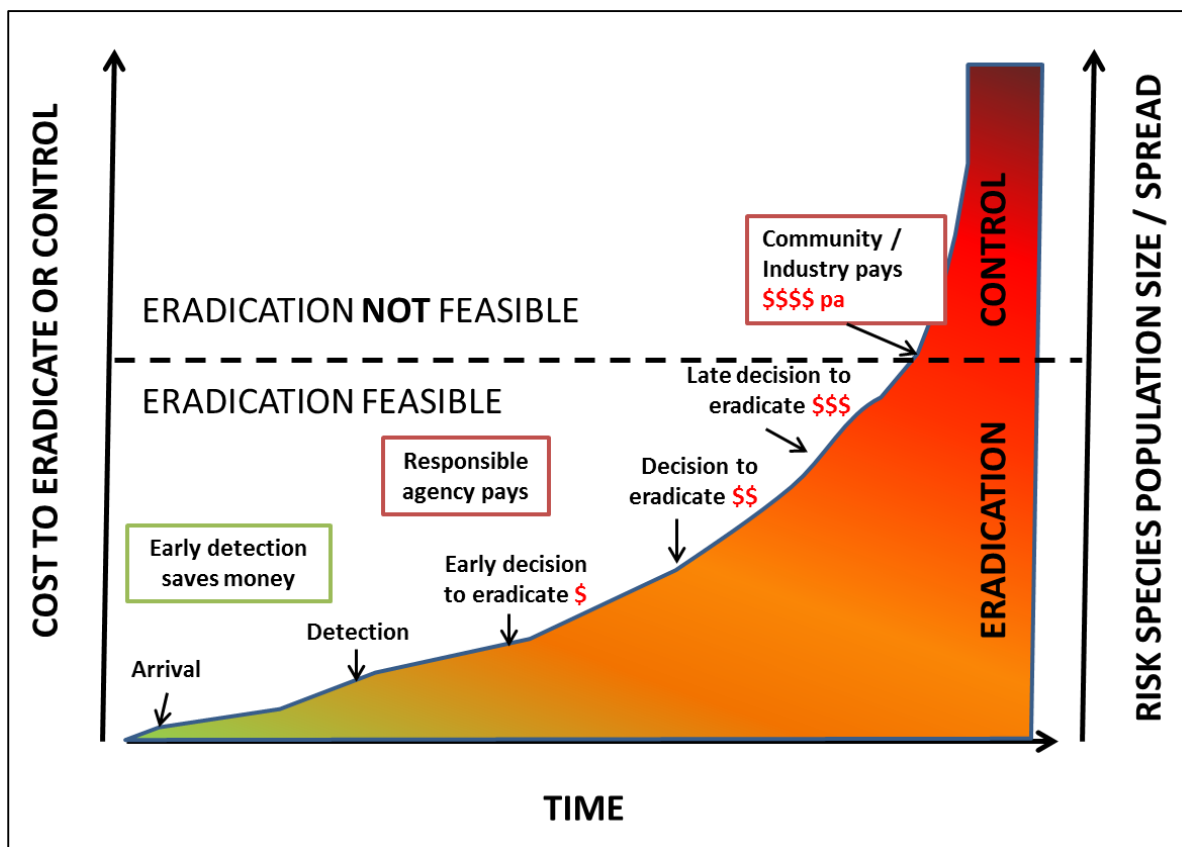 COST TO ERADICATE OR CONTROL
ERADICATION NOT FEASIBLE
ERADICATION FEASIBLE
Early detection
saves money
Responsible
agency pays
Community /
Industry pays
$$$$ pa
Arrival
Detection
Early decision
to eradicate $
Decision to
eradicate $$
Late decision to
eradicate $$$
CONTROL
ERADICATION
RISK SPECIES POPULATION SIZE / SPREAD
TIME